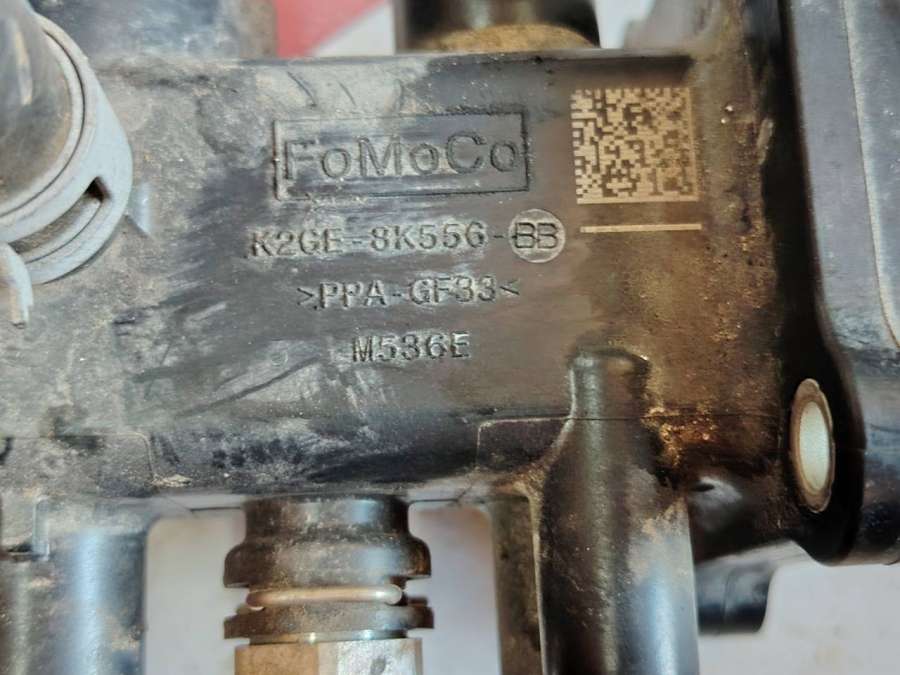 FoMoCo
K2GE-8K556-BB
>PPA-GF33<
M536E